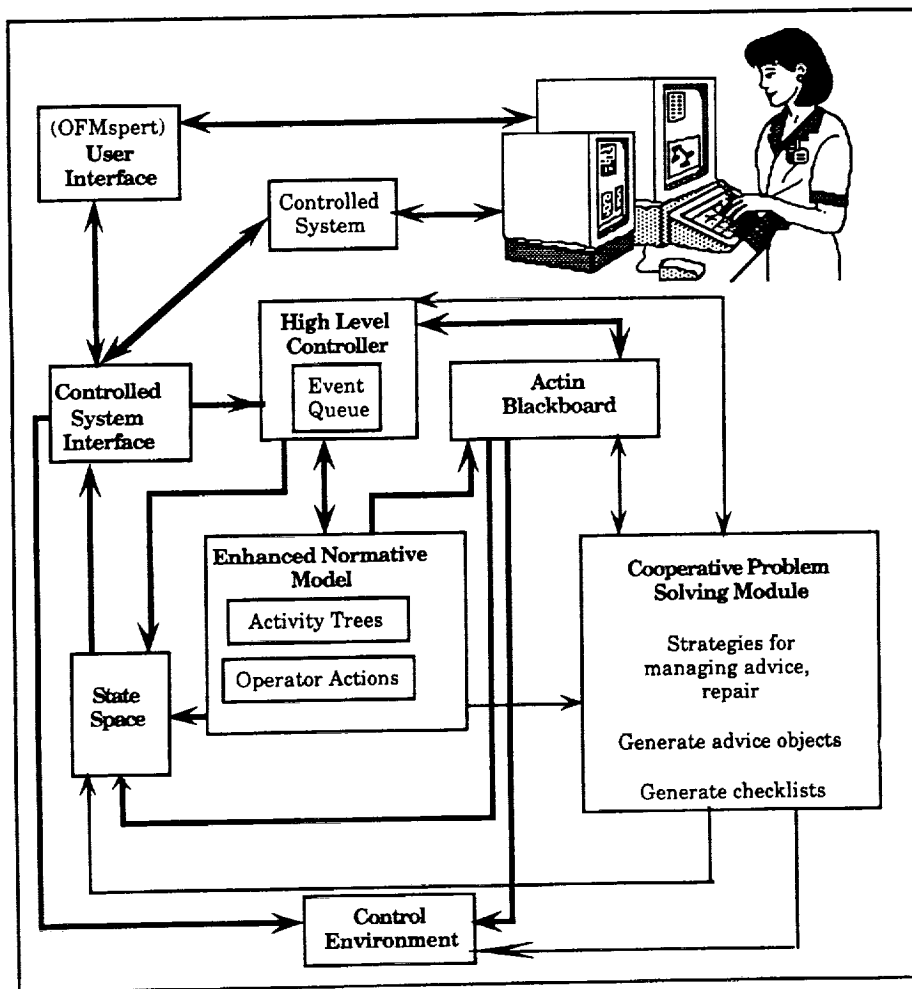 (OFMspert)
User
Interface
Controlled
System
High Level
Controller
Event
Queue
Actin
Blackboard
Controlled
System
Interface
Enhanced Normative
Model
Activity Trees
Operator Actions
Cooperative Problem
Solving Module
Strategies for
managing advice,
repair
Generate advice objects
Generate checklists
State
Space
Control
Environment